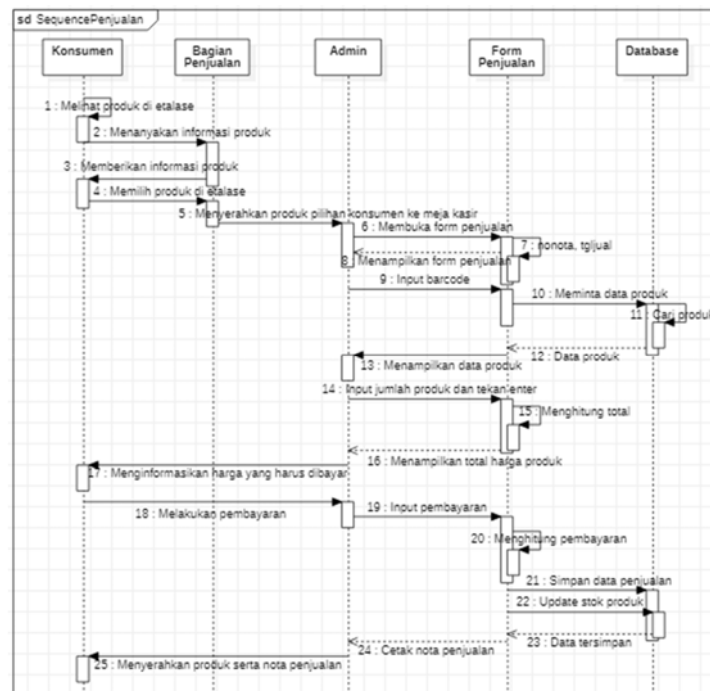 sd SequencePenjualan
Konsumen
Bagian
Penjualan
Admin
Form
Penjualan
Database
1 : Melihat produk di etalase
2 : Menanyakan informasi produk
3 : Memberikan informasi produk
4 : Memilih produk di etalase
5 : Menyerahkan produk pilihan konsumen ke meja kasir
6 : Membuka form penjualan
7 : nonota, tgljual
8 : Menampilkan form penjualan
9 : Input barcode
10 : Meminta data produk
11 : Cari produk
12 : Data produk
13 : Menampilkan data produk
14 : Input jumlah produk dan tekan enter
15 : Menghitung total
16 : Menampilkan total harga produk
17 : Menginformasikan harga yang harus dibayar
18 : Melakukan pembayaran
19 : Input pembayaran
20 : Menghitung pembayaran
21 : Simpan data penjualan
22 : Update stok produk
23 : Data tersimpan
24 : Cetak nota penjualan
25 : Menyerahkan produk serta nota penjualan